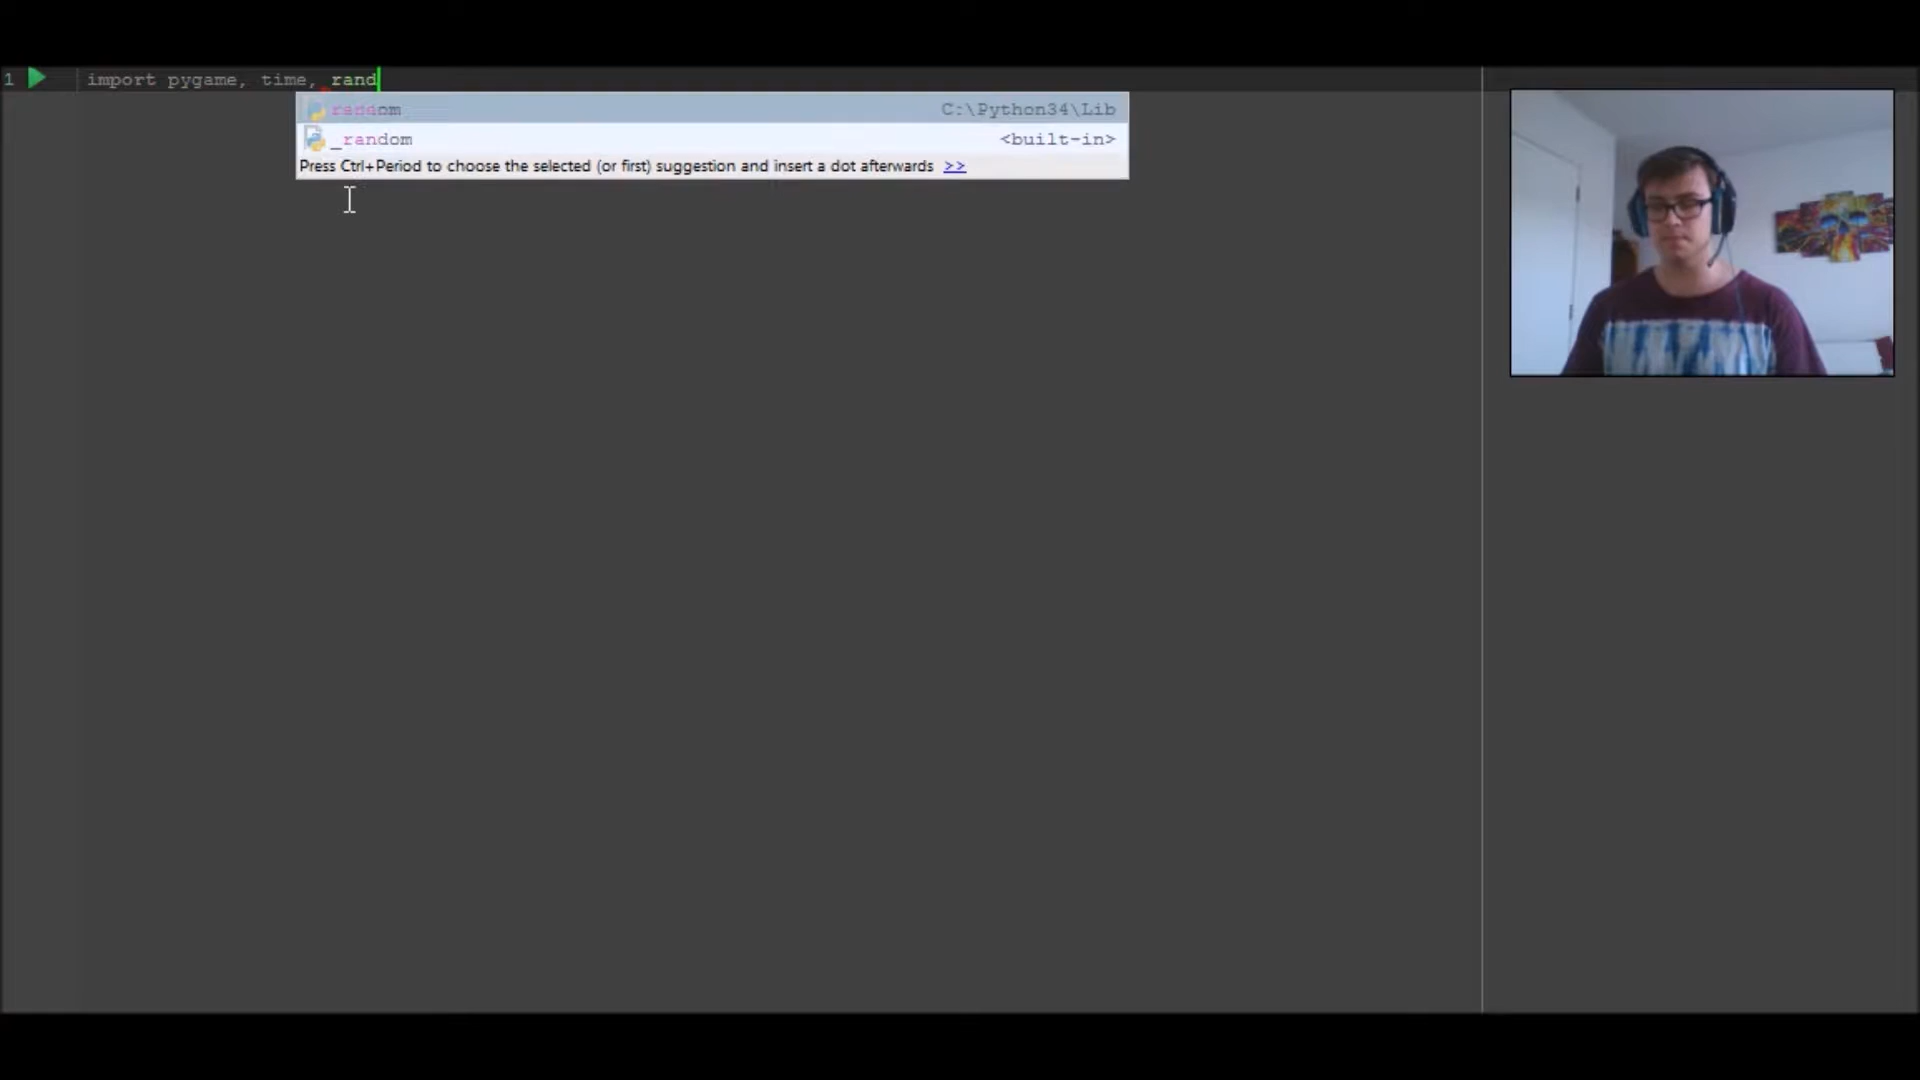 1 import pygame, time, rand
random C:\Python34\Lib
_random <built-in>
Press Ctrl+Period to choose the selected (or first) suggestion and insert a dot afterwards >>